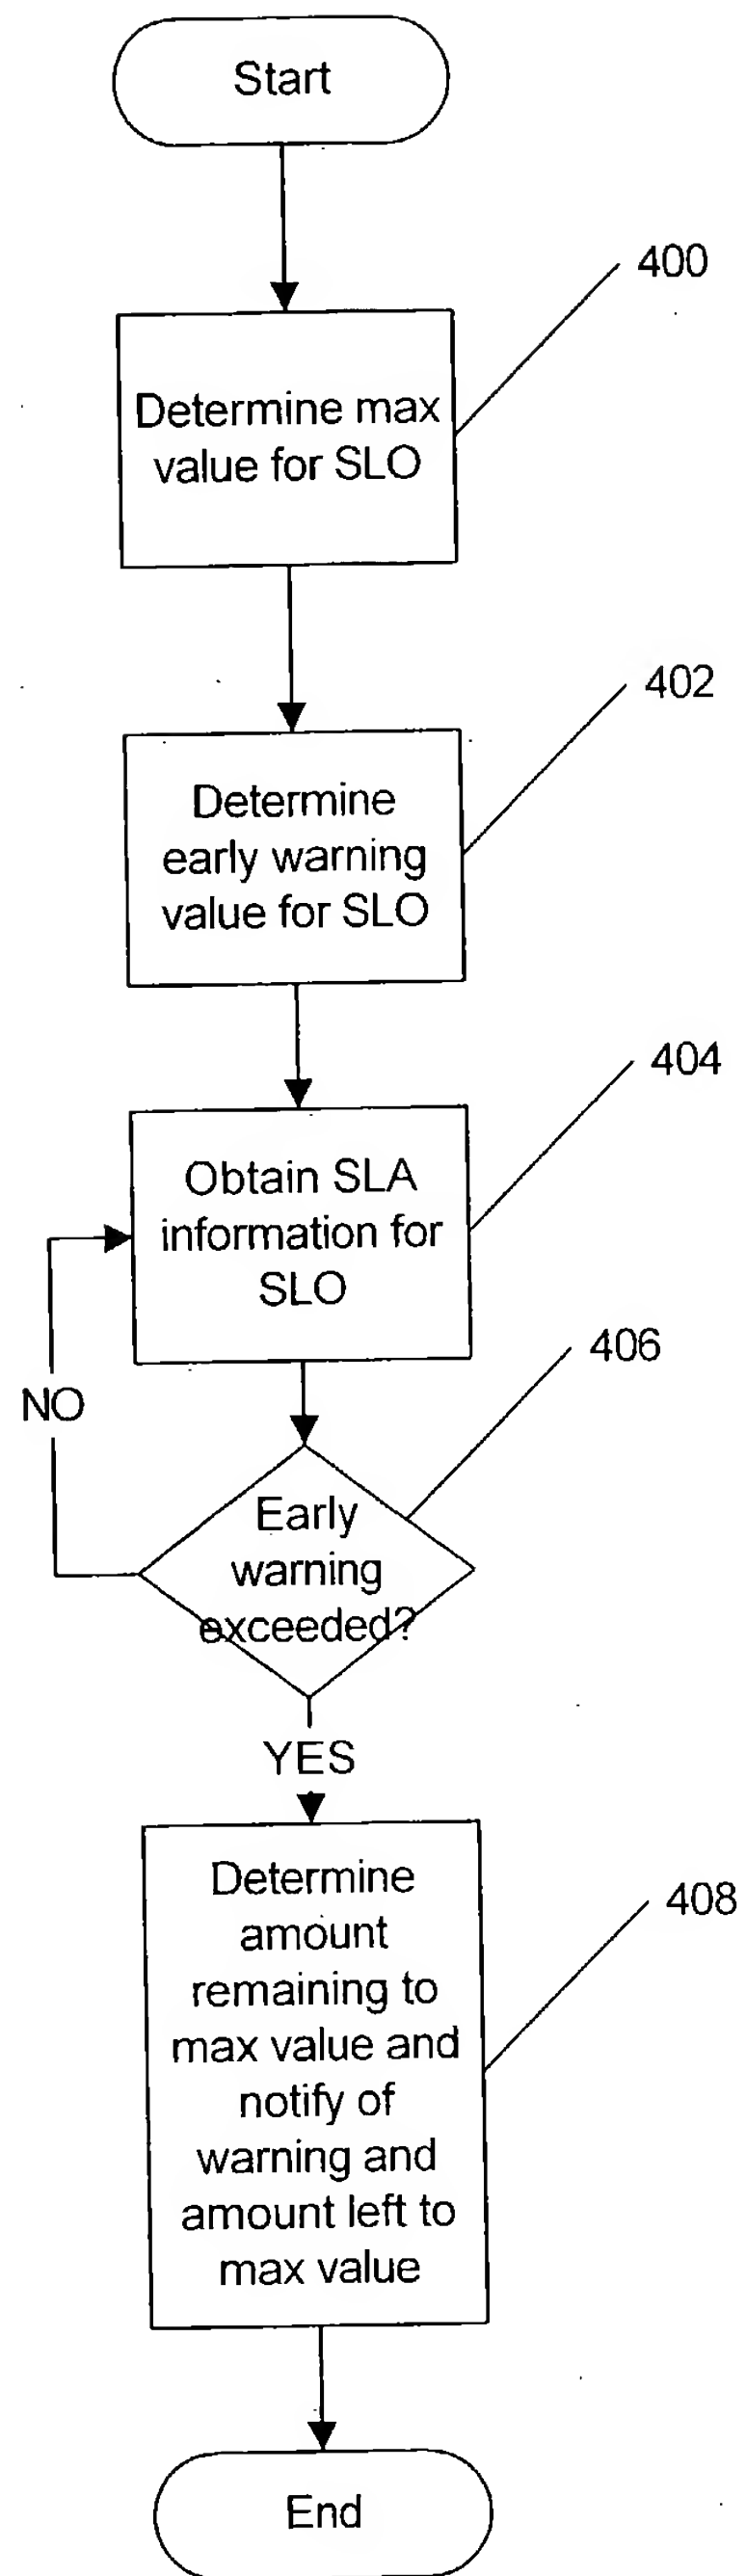 Start
400
Determine max
value for SLO
402
Determine
early warning
value for SLO
404
Obtain SLA
information for
SLO
406
NO
Early
warning
exceeded?
YES
408
Determine
amount
remaining to
max value and
notify of
warning and
amount left to
max value
End